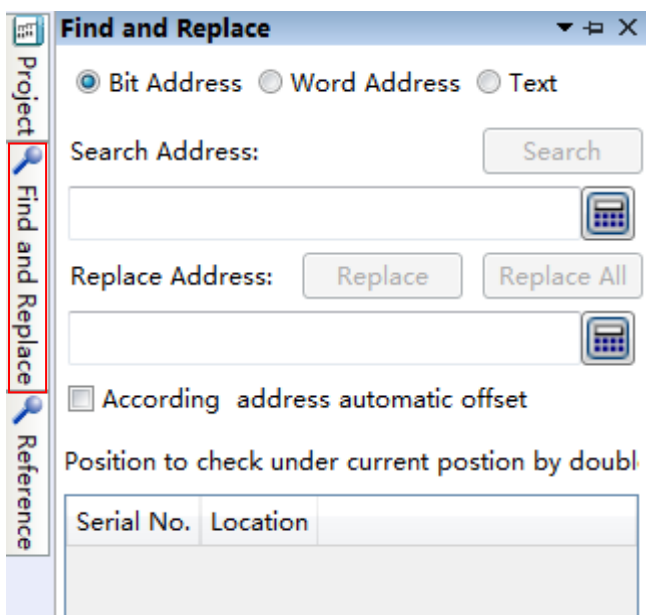 Project
Find and Replace
Reference
Find and Replace
Bit Address Word Address Text
Search Address: Search
Replace Address: Replace Replace All
According address automatic offset
Position to check under current postion by doubl
Serial No. Location